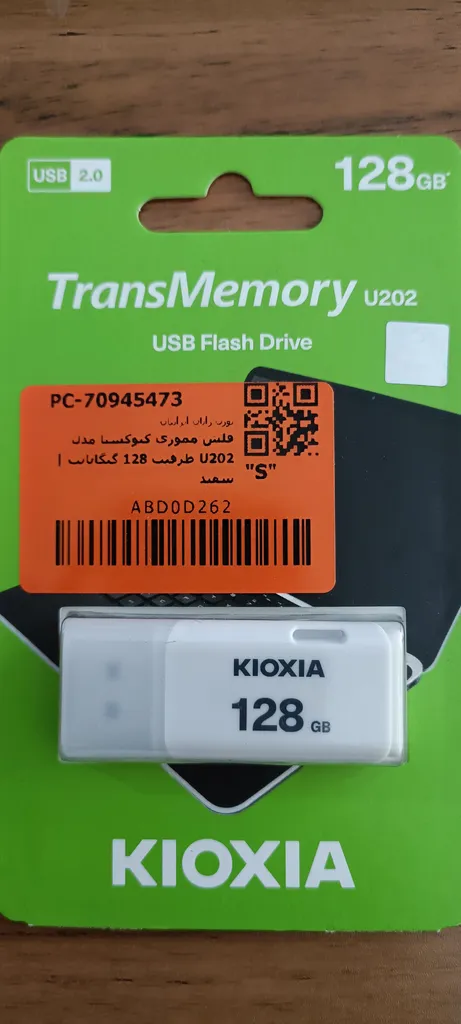 USB 2.0
128GB*
TransMemory U202
USB Flash Drive
PC-70945473
فلش مموری کیوکسیا مدل
U202 ظرفیت 128 گیگابایت |
سفید
"S"
ABD0D262
KIOXIA
128 GB
KIOXIA